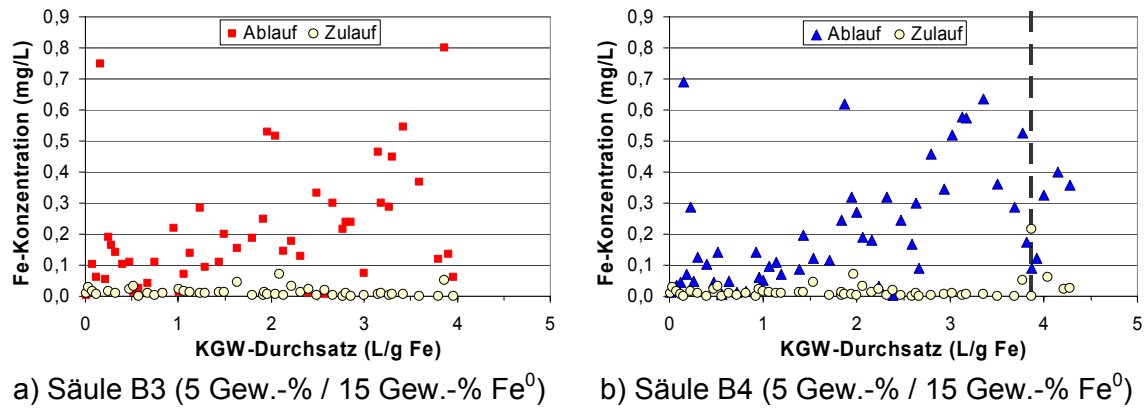 Fe-Konzentration (mg/L)
0,9
0,8
0,7
0,6
0,5
0,4
0,3
0,2
0,1
0,0
Ablauf Zulauf
0 1 2 3 4 5
KGW-Durchsatz (L/g Fe)
a) Säule B3 (5 Gew.-% / 15 Gew.-% Fe⁰)
Fe-Konzentration (mg/L)
0,9
0,8
0,7
0,6
0,5
0,4
0,3
0,2
0,1
0,0
Ablauf Zulauf
0 1 2 3 4 5
KGW-Durchsatz (L/g Fe)
b) Säule B4 (5 Gew.-% / 15 Gew.-% Fe⁰)